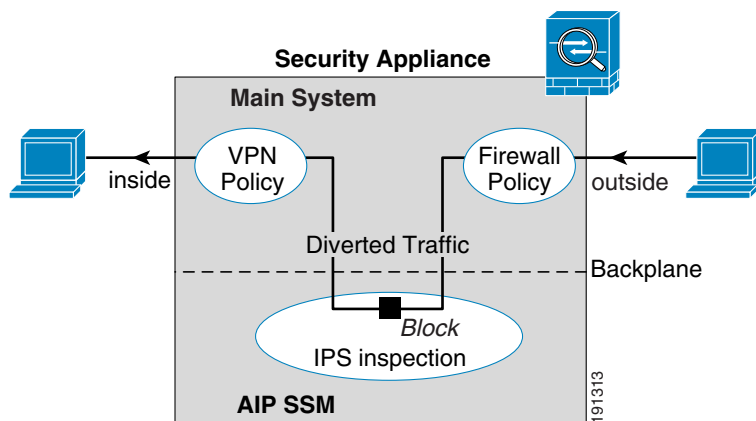 Security Appliance
Main System
VPN
Policy
Firewall
Policy
inside
outside
Diverted Traffic
Backplane
Block
IPS inspection
AIP SSM
191313